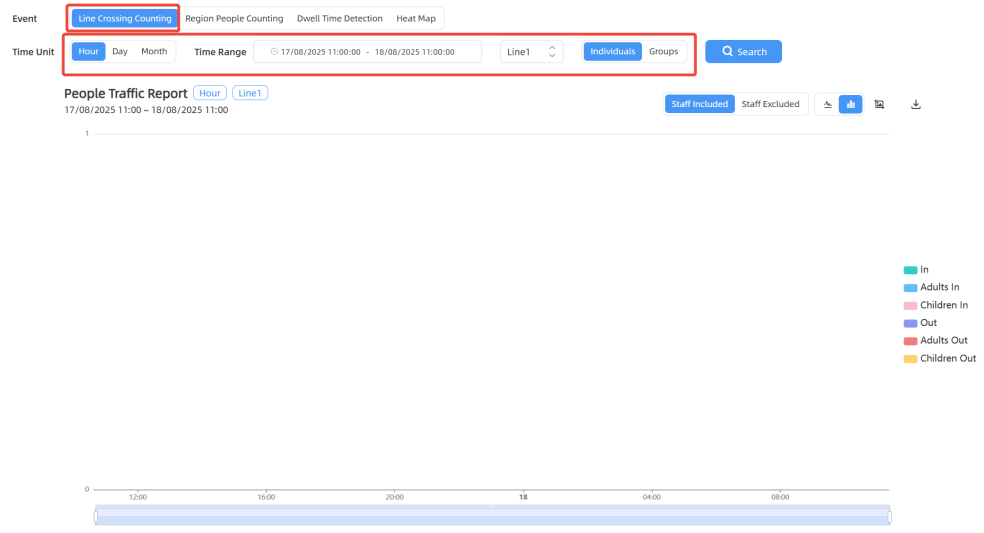 Event Line Crossing Counting Region People Counting Dwell Time Detection Heat Map
Time Unit Hour Day Month Time Range 17/08/2025 11:00:00 - 18/08/2025 11:00:00 Line1 Individuals Groups Search
People Traffic Report Hour Line1
17/08/2025 11:00 ~ 18/08/2025 11:00
Staff Included Staff Excluded
1
In
Adults In
Children In
Out
Adults Out
Children Out
0
12:00 16:00 20:00 18 04:00 08:00